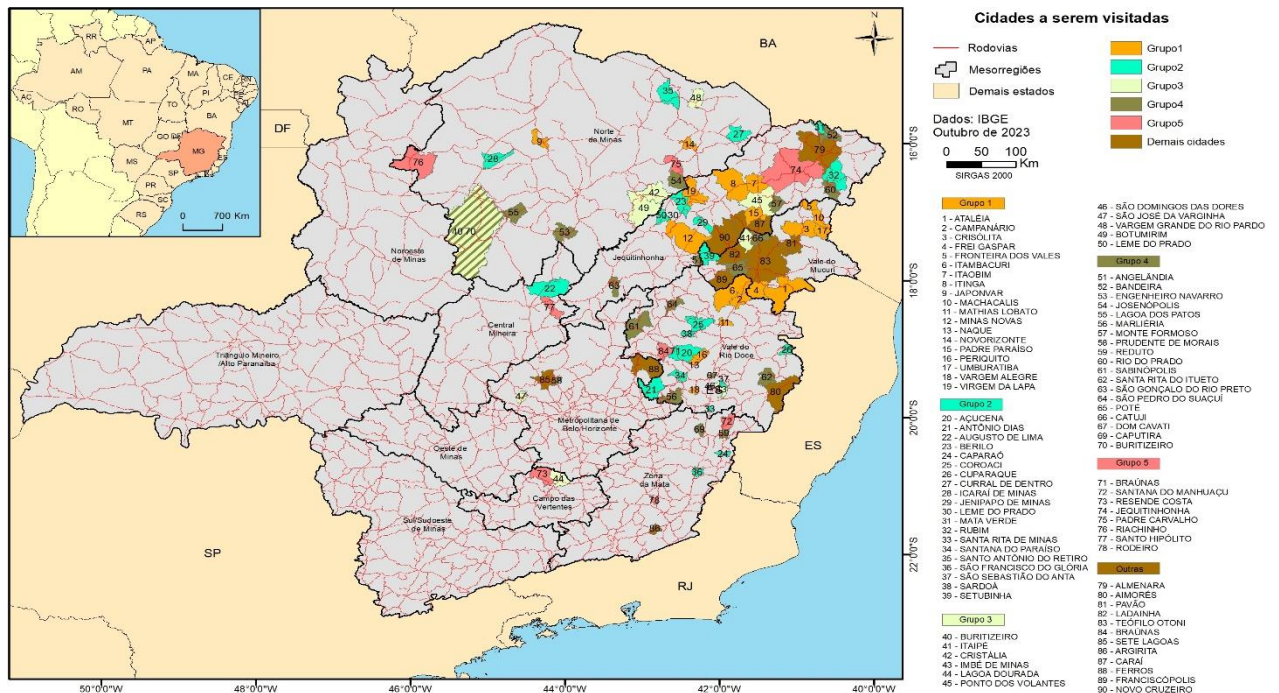 Cidades a serem visitadas
Rodovias
Mesorregiões
Demais estados
Grupo1
Grupo2
Grupo3
Grupo4
Grupo5
Demais cidades
Dados: IBGE
Outubro de 2023
0 50 100
Km
SIRGAS 2000
Grupo 1
1 - ATALÉIA
2 - CAMPANÁRIO
3 - CRISÓLITA
4 - FREI GASPAR
5 - FRONTEIRA DOS VALES
6 - ITAMBACURI
7 - ITAOBIM
8 - ITINGA
9 - JAPONVAR
10 - MACHACALIS
11 - MATHIAS LOBATO
12 - MINAS NOVAS
13 - NAQUE
14 - NOVORIZONTE
15 - PADRE PARAÍSO
16 - PERIQUITO
17 - UMBURATIBA
18 - VARGEM ALEGRE
19 - VIRGEM DA LAPA
Grupo 2
20 - AÇUCENA
21 - ANTÔNIO DIAS
22 - AUGUSTO DE LIMA
23 - BERILO
24 - CAPARAÓ
25 - COROACI
26 - CUPARAQUE
27 - CURRAL DE DENTRO
28 - ICARAÍ DE MINAS
29 - JENIPAPO DE MINAS
30 - LEME DO PRADO
31 - MATA VERDE
32 - RUBIM
33 - SANTA RITA DE MINAS
34 - SANTANA DO PARAÍSO
35 - SANTO ANTÔNIO DO RETIRO
36 - SÃO FRANCISCO DO GLÓRIA
37 - SÃO SEBASTIÃO DO ANTA
38 - SARDOÁ
39 - SETUBINHA
Grupo 3
40 - BURITIZEIRO
41 - ITAIPÉ
42 - CRISTÁLIA
43 - IMBÉ DE MINAS
44 - LAGOA DOURADA
45 - PONTO DOS VOLANTES
46 - SÃO DOMINGOS DAS DORES
47 - SÃO JOSÉ DA VARGINHA
48 - VARGEM GRANDE DO RIO PARDO
49 - BOTUMIRIM
50 - LEME DO PRADO
Grupo 4
51 - ANGELÂNDIA
52 - BANDEIRA
53 - ENGENHEIRO NAVARRO
54 - JOSENÓPOLIS
55 - LAGOA DOS PATOS
56 - MARLIÉRIA
57 - MONTE FORMOSO
58 - PRUDENTE DE MORAIS
59 - REDUTO
60 - RIO DO PRADO
61 - SABINÓPOLIS
62 - SANTA RITA DO ITUETO
63 - SÃO GONÇALO DO RIO PRETO
64 - SÃO PEDRO DO SUAÇUÍ
65 - POTÉ
66 - CATUJI
67 - DOM CAVATI
69 - CAPUTIRA
70 - BURITIZEIRO
Grupo 5
71 - BRAÚNAS
72 - SANTANA DO MANHUAÇU
73 - RESENDE COSTA
74 - JEQUITINHONHA
75 - PADRE CARVALHO
76 - RIACHINHO
77 - SANTO HIPÓLITO
78 - RODEIRO
Outras
79 - ALMENARA
80 - AIMORÉS
81 - PAVÃO
82 - LADAINHA
83 - TEÓFILO OTONI
84 - BRAÚNAS
85 - SETE LAGOAS
86 - ARGIRITA
87 - CARAÍ
88 - FERROS
89 - FRANCISCÓPOLIS
90 - NOVO CRUZEIRO
N
BA
DF
ES
RJ
SP
RR
AP
AM
PA
MA
CE
RN
PI
AC
RO
TO
BA
MT
GO
DF
MG
ES
MS
SP
PR
SC
RS
0 700 Km
Norte
de Minas
Noroeste
de Minas
Jequitinhonha
Vale do
Mucuri
Central
Mineira
Triângulo Mineiro
/Alto Paranaíba
Vale do
Rio Doce
Metropolitana de
Belo Horizonte
Oeste de
Minas
Zona
da Mata
Campo das
Vertentes
Sul/Sudoeste
de Minas
ES
16°0'0"S
18°0'0"S
20°0'0"S
22°0'0"S
50°0'0"W
48°0'0"W
46°0'0"W
44°0'0"W
42°0'0"W
40°0'0"W